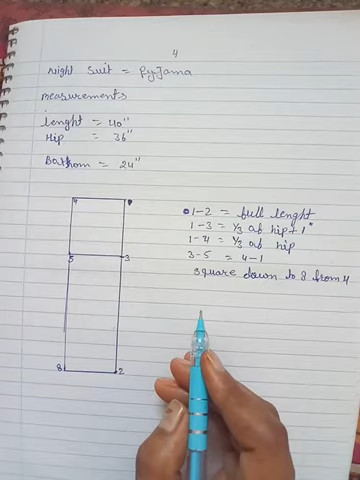 4
Night Suit = Pyjama
measurements
lenght = 40"
Hip = 36"
Bottom = 24"
4
1-2 = full lenght
1-3 = 1/3 of hip + 1"
1-4 = 1/3 of hip
3-5 = 4-1
square down to 8 from 4
5
3
8
2